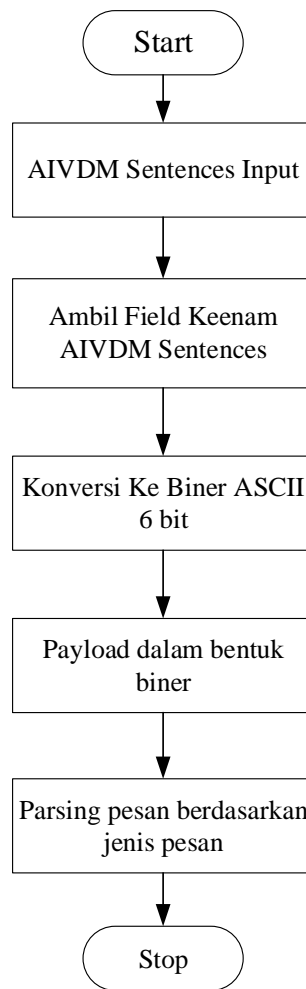 Start
AIVDM Sentences Input
Ambil Field Keenam
AIVDM Sentences
Konversi Ke Biner ASCII
6 bit
Payload dalam bentuk
biner
Parsing pesan berdasarkan
jenis pesan
Stop